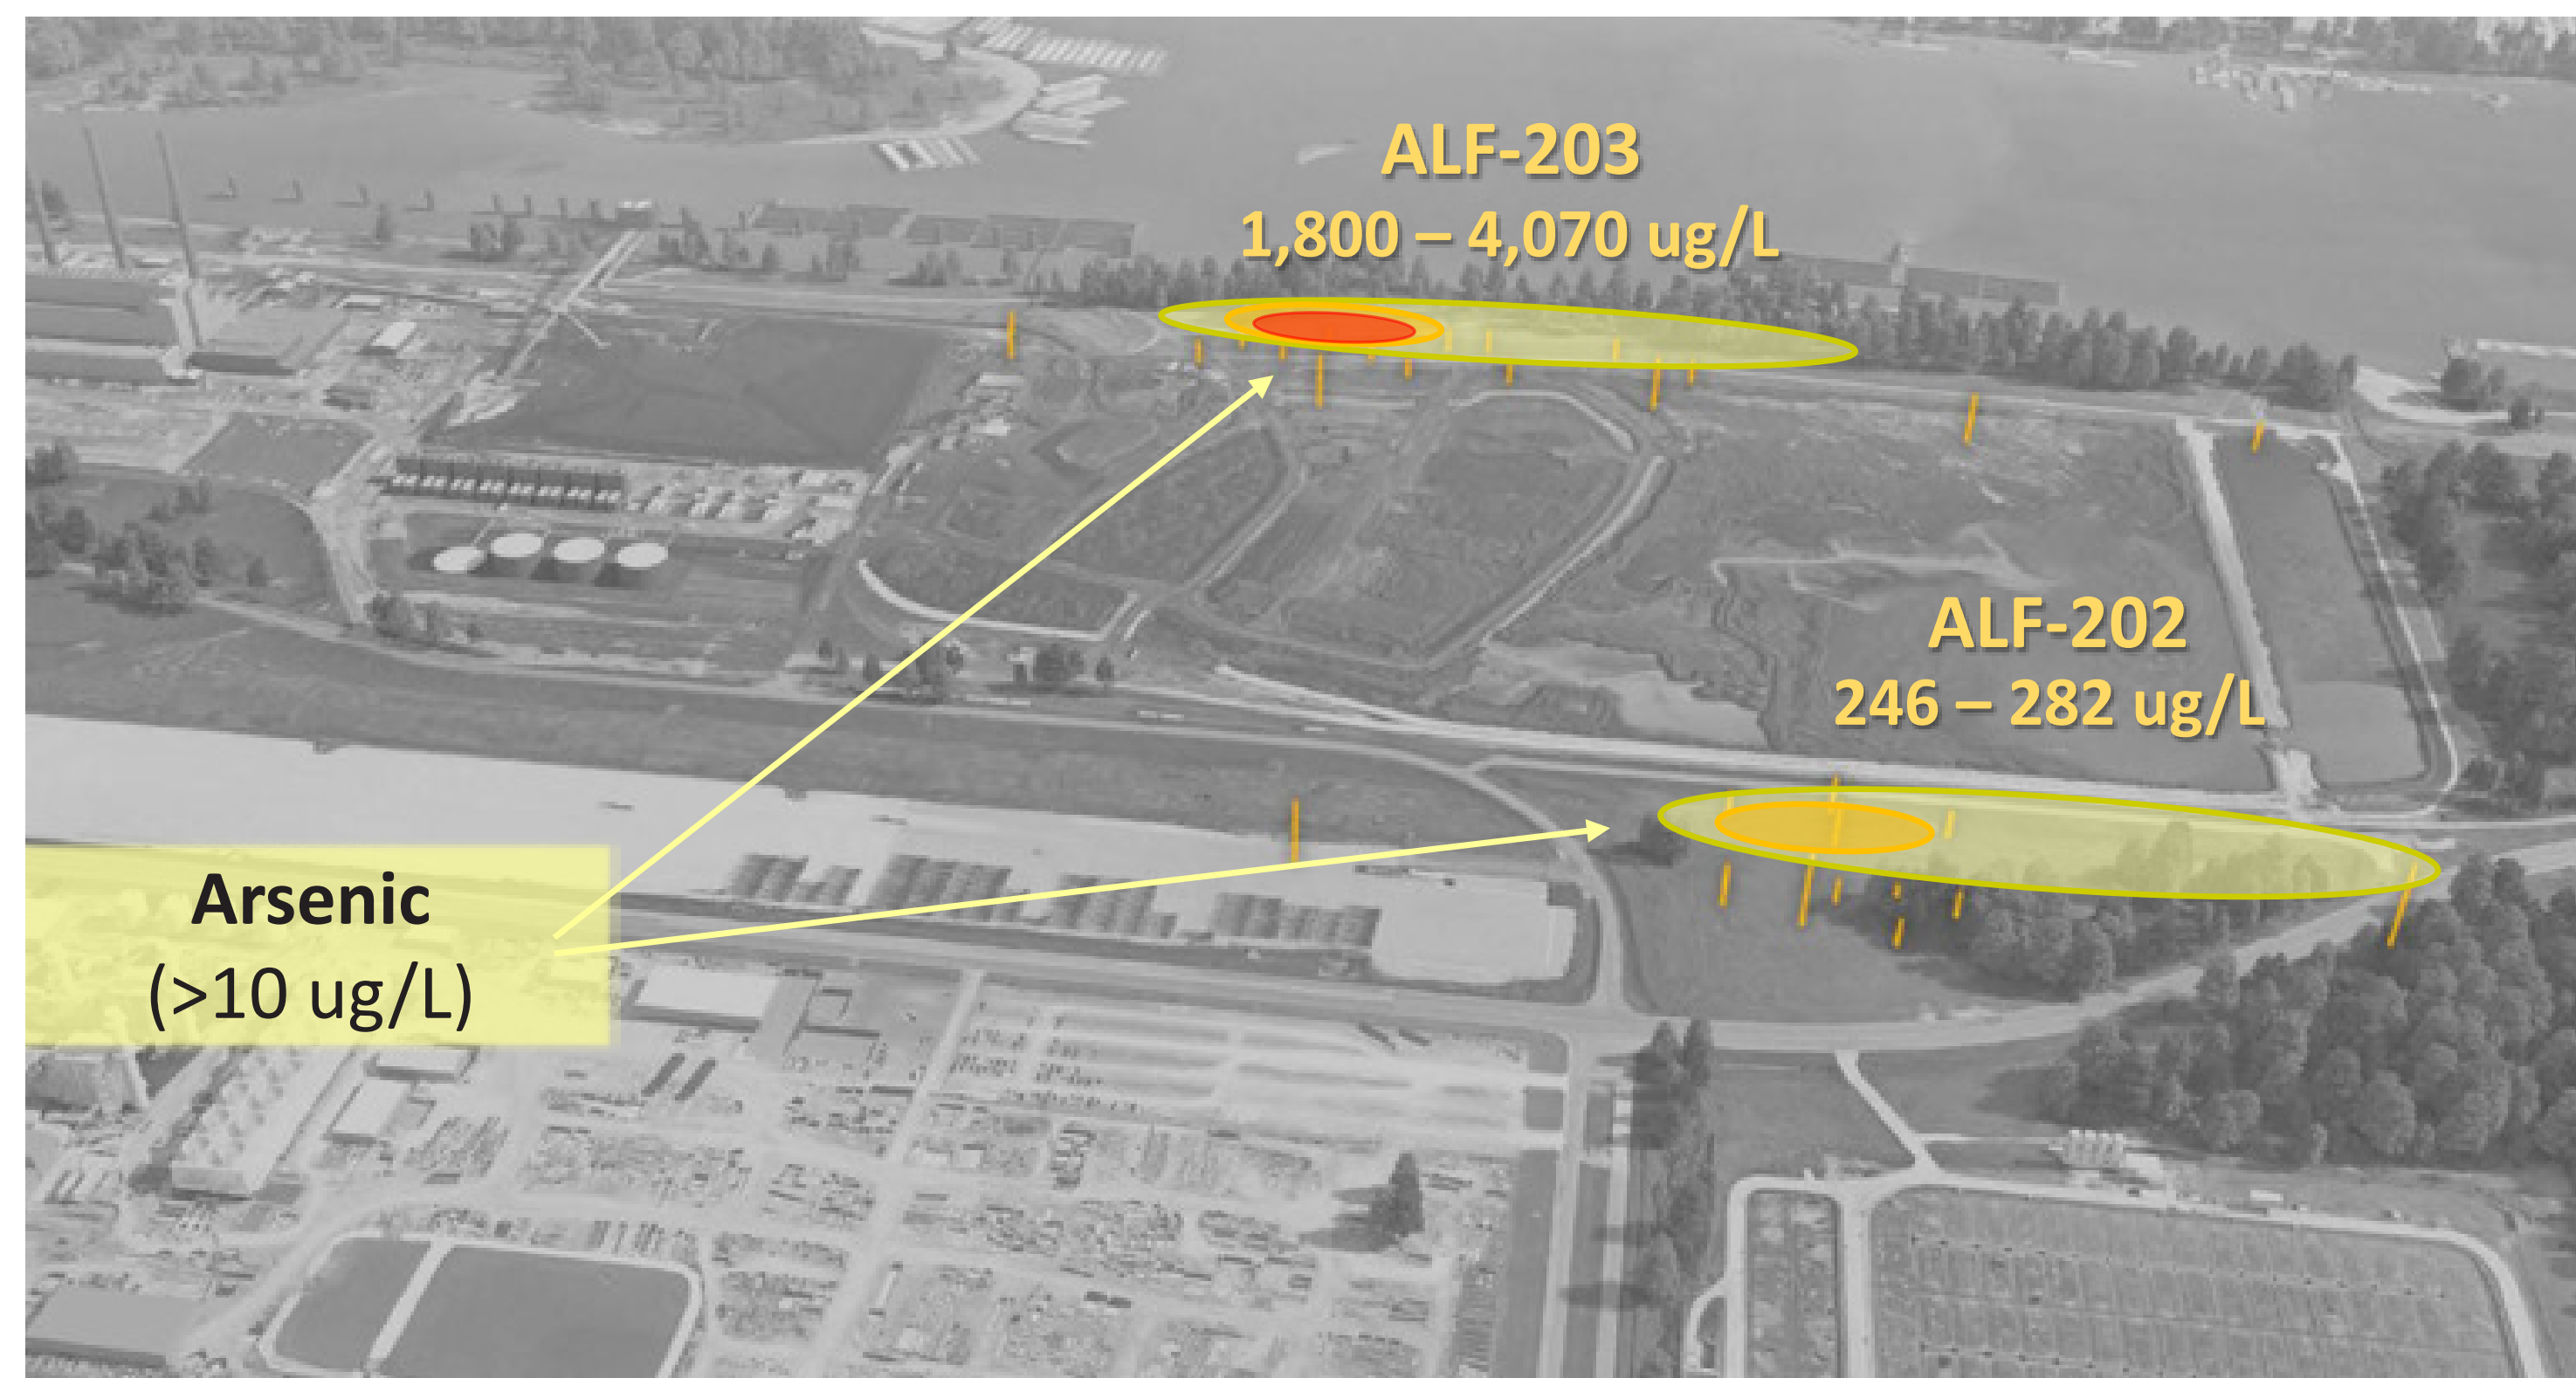 ALF-203
1,800 – 4,070 ug/L
ALF-202
246 – 282 ug/L
Arsenic
(>10 ug/L)